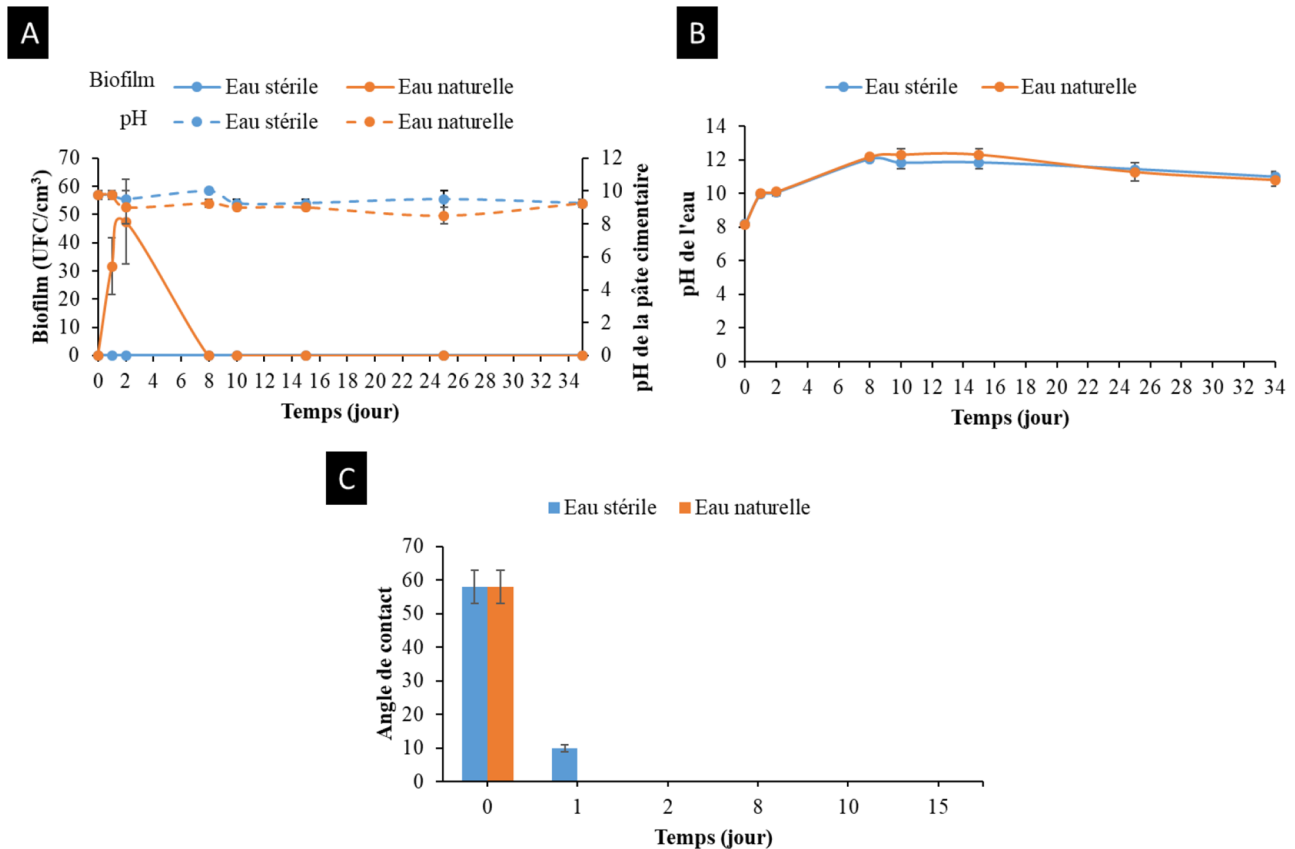 A
Biofilm
Eau stérile
Eau naturelle
pH
Eau stérile
Eau naturelle
Biofilm (UFC/cm³)
70
60
50
40
30
20
10
0
12
10
8
6
4
2
0
pH de la pâte cimentaire
0 2 4 6 8 10 12 14 16 18 20 22 24 26 28 30 32 34
Temps (jour)
B
Eau stérile
Eau naturelle
pH de l'eau
14
12
10
8
6
4
2
0
0 2 4 6 8 10 12 14 16 18 20 22 24 26 28 30 32 34
Temps (jour)
C
Eau stérile
Eau naturelle
Angle de contact
70
60
50
40
30
20
10
0
0 1 2 8 10 15
Temps (jour)